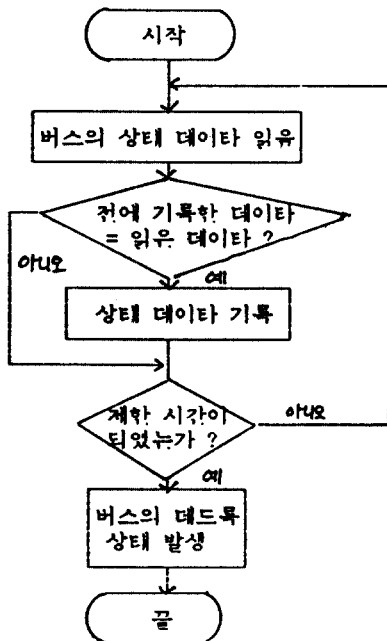 시작
버스의 상태 데이타 읽음
전에 기록한 데이타
= 읽은 데이타 ?
아니오
예
상태 데이타 기록
제한 시간이
되었는가 ?
아니오
예
버스의 데드록
상태 발생
끝